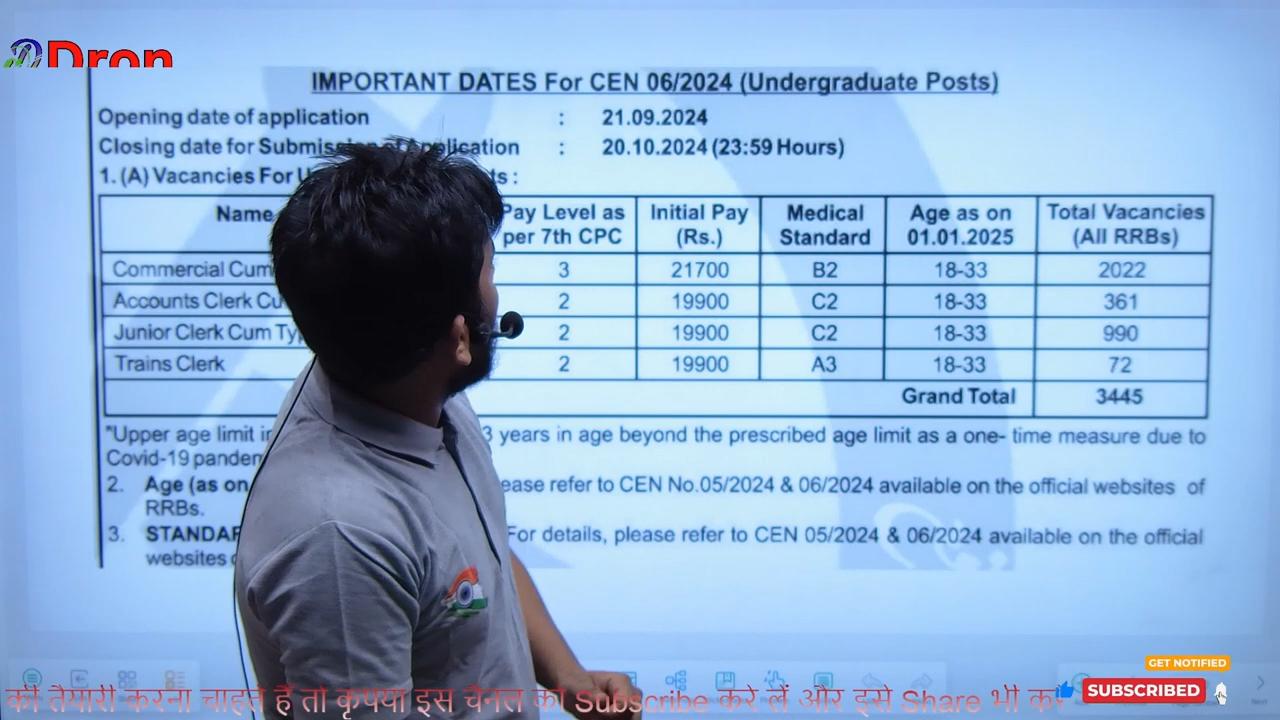 Dron
IMPORTANT DATES For CEN 06/2024 (Undergraduate Posts)
Opening date of application : 21.09.2024
Closing date for Submission of Application : 20.10.2024 (23:59 Hours)
1. (A) Vacancies For
Name Pay Level as per 7th CPC Initial Pay (Rs.) Medical Standard Age as on 01.01.2025 Total Vacancies (All RRBs)
Commercial Cum 3 21700 B2 18-33 2022
Accounts Clerk 2 19900 C2 18-33 361
Junior Clerk Cum 2 19900 C2 18-33 990
Trains Clerk 2 19900 A3 18-33 72
Grand Total 3445
"Upper age limit 3 years in age beyond the prescribed age limit as a one- time measure due to
Covid-19
2. Age (as on refer to CEN No.05/2024 & 06/2024 available on the official websites of
RRBs.
3. For details, please refer to CEN 05/2024 & 06/2024 available on the official
websites
GET NOTIFIED
SUBSCRIBED
की तैयारी करना चाहते हैं तो कृपया इस चैनल को Subscribe करे लें और इसे Share भी
Next